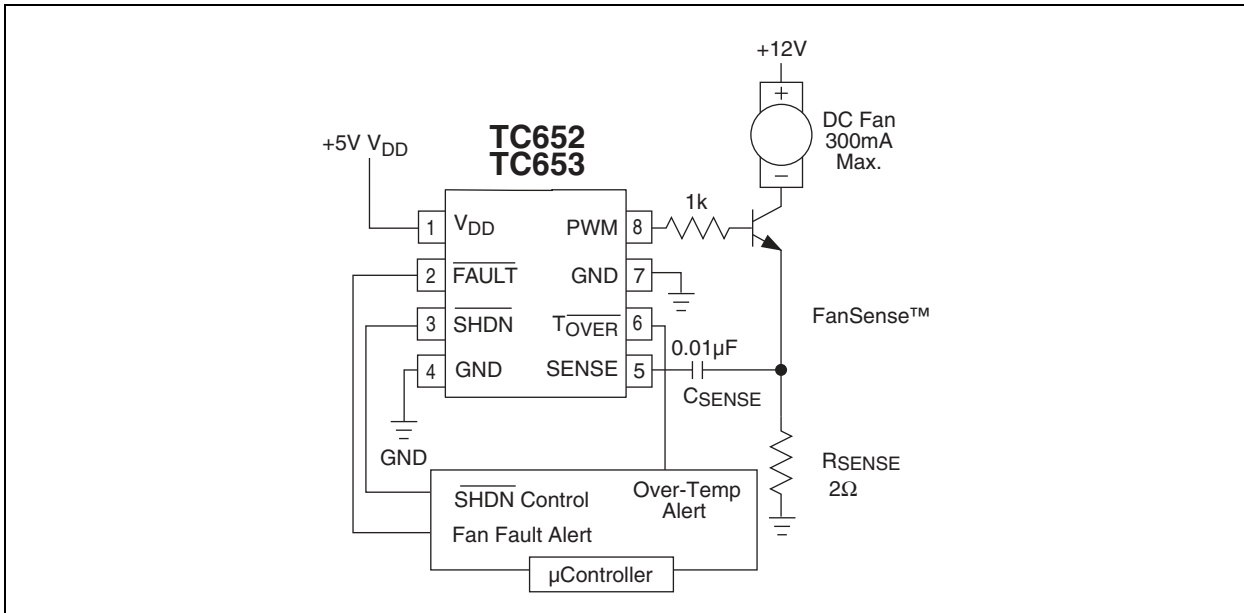 +12V
+
DC Fan
300mA
Max.
−
TC652
TC653
+5V VDD
1k
1 VDD PWM 8
2 FAULT GND 7
3 SHDN TOVER 6
4 GND SENSE 5
FanSense™
0.01µF
CSENSE
GND
RSENSE
2Ω
SHDN Control
Over-Temp
Alert
Fan Fault Alert
µController